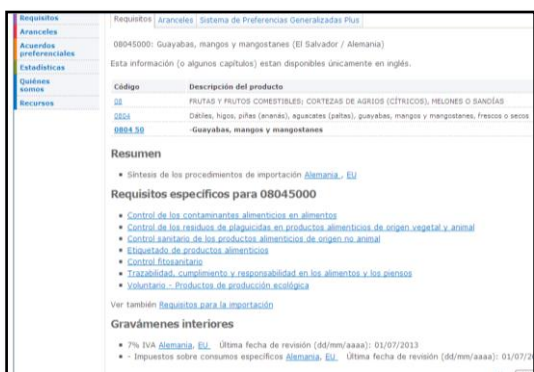 Requisitos
Aranceles
Acuerdos
preferenciales
Estadísticas
Quiénes
somos
Recursos
Requisitos Aranceles Sistema de Preferencias Generalizadas Plus
08045000: Guayabas, mangos y mangostanes (El Salvador / Alemania)
Esta información (o algunos capítulos) estan disponibles únicamente en inglés.
Código Descripción del producto
08 FRUTAS Y FRUTOS COMESTIBLES; CORTEZAS DE AGRIOS (CÍTRICOS), MELONES O SANDÍAS
0804 Dátiles, higos, piñas (ananás), aguacates (paltas), guayabas, mangos y mangostanes, frescos o secos
0804 50 -Guayabas, mangos y mangostanes
Resumen
Síntesis de los procedimientos de importación Alemania , EU
Requisitos específicos para 08045000
Control de los contaminantes alimenticios en alimentos
Control de los residuos de plaguicidas en productos alimenticios de origen vegetal y animal
Control sanitario de los productos alimenticios de origen no animal
Etiquetado de productos alimenticios
Control fitosanitario
Trazabilidad, cumplimiento y responsabilidad en los alimentos y los piensos
Voluntario - Productos de producción ecológica
Ver también Requisitos para la importación
Gravámenes interiores
7% IVA Alemania, EU Última fecha de revisión (dd/mm/aaaa): 01/07/2013
- Impuestos sobre consumos específicos Alemania, EU Última fecha de revisión (dd/mm/aaaa): 01/07/2